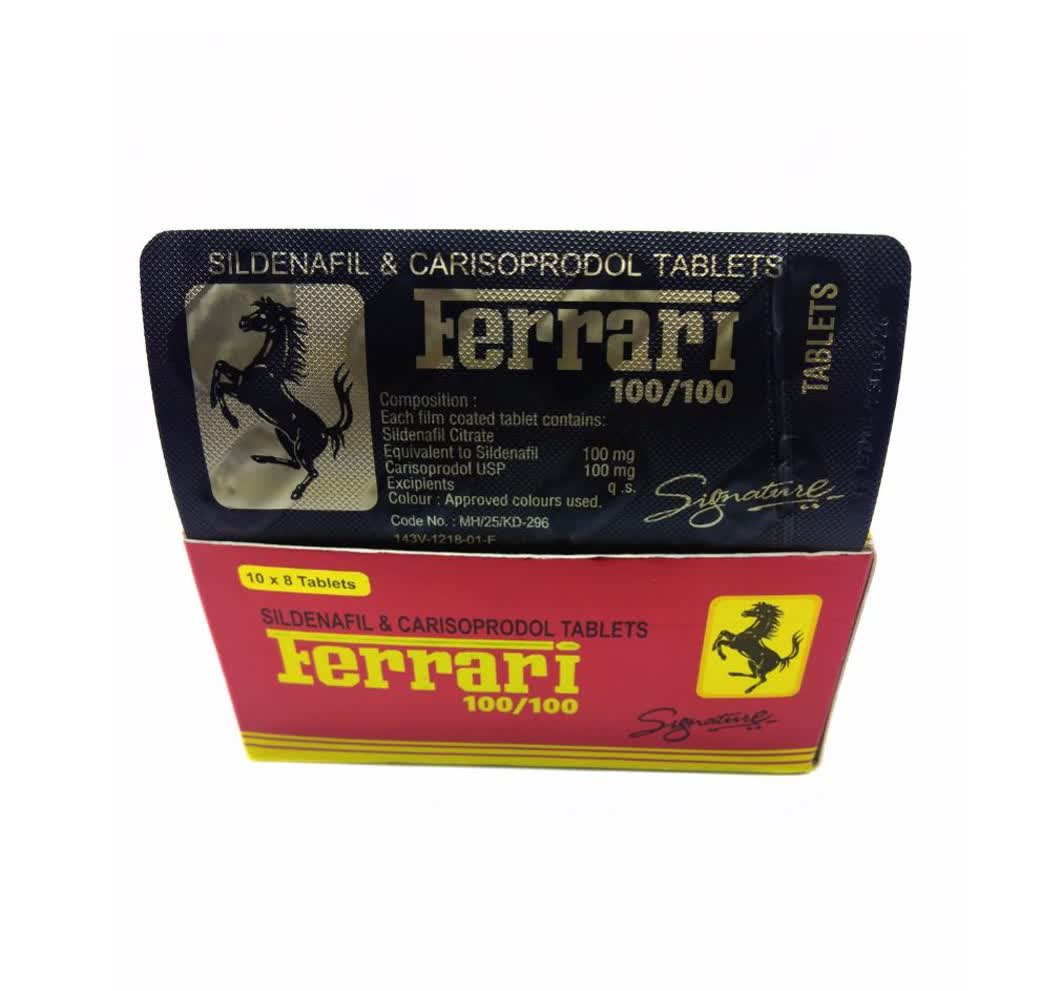 SILDENAFIL & CARISOPRODOL TABLETS
Ferrari
100/100
Composition :
Each film coated tablet contains:
Sildenafil Citrate
Equivalent to Sildenafil 100 mg
Carisoprodol USP 100 mg
Excipients q .s.
Colour : Approved colours used.
Code No. : MH/25/KD-296
143V-1218-01-F
Signature
TABLETS
10 x 8 Tablets
SILDENAFIL & CARISOPRODOL TABLETS
Ferrari
100/100
Signature